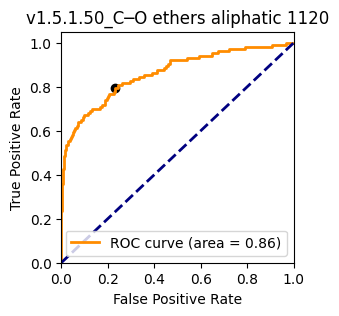 v1.5.1.50_C─O ethers aliphatic 1120
True Positive Rate
1.0
0.8
0.6
0.4
0.2
0.0
ROC curve (area = 0.86)
0.0 0.2 0.4 0.6 0.8 1.0
False Positive Rate